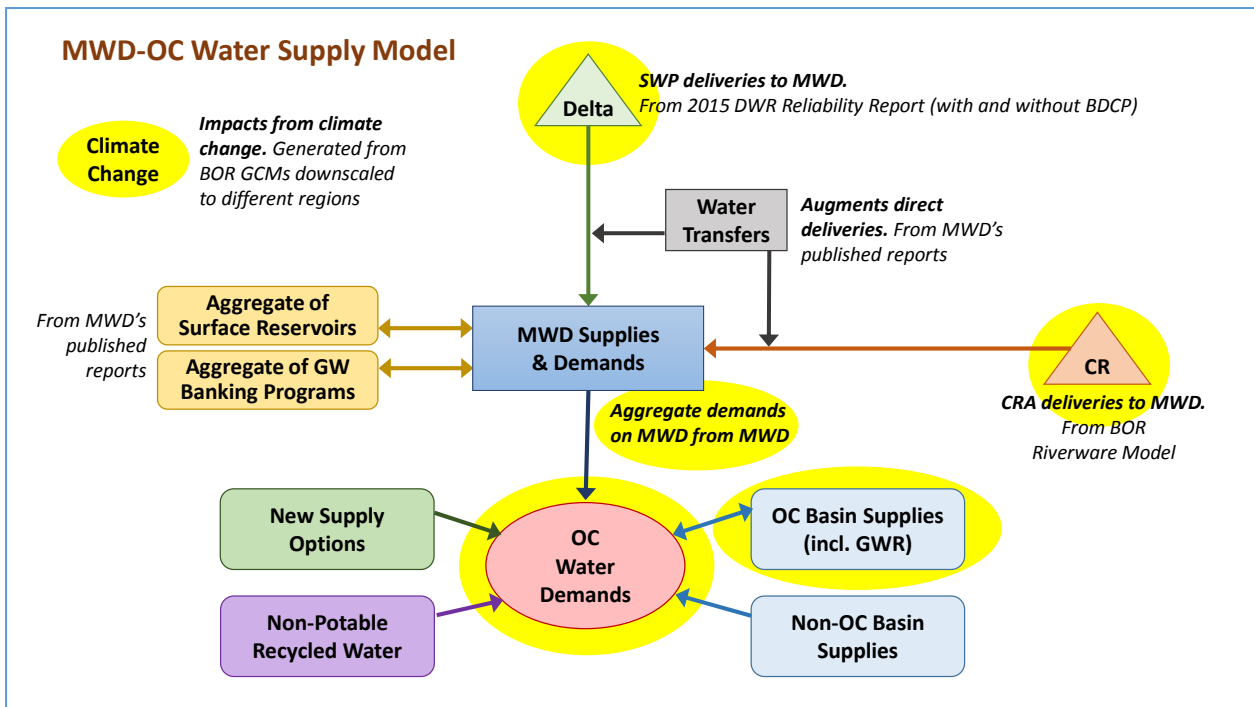 MWD-OC Water Supply Model
Delta
SWP deliveries to MWD.
From 2015 DWR Reliability Report (with and without BDCP)
Climate
Change
Impacts from climate
change. Generated from
BOR GCMs downscaled
to different regions
Water
Transfers
Augments direct
deliveries. From MWD’s
published reports
From MWD’s
published
reports
Aggregate of
Surface Reservoirs
Aggregate of GW
Banking Programs
MWD Supplies
& Demands
CR
CRA deliveries to MWD.
From BOR
Riverware Model
Aggregate demands
on MWD from MWD
New Supply
Options
OC
Water
Demands
OC Basin Supplies
(incl. GWR)
Non-Potable
Recycled Water
Non-OC Basin
Supplies